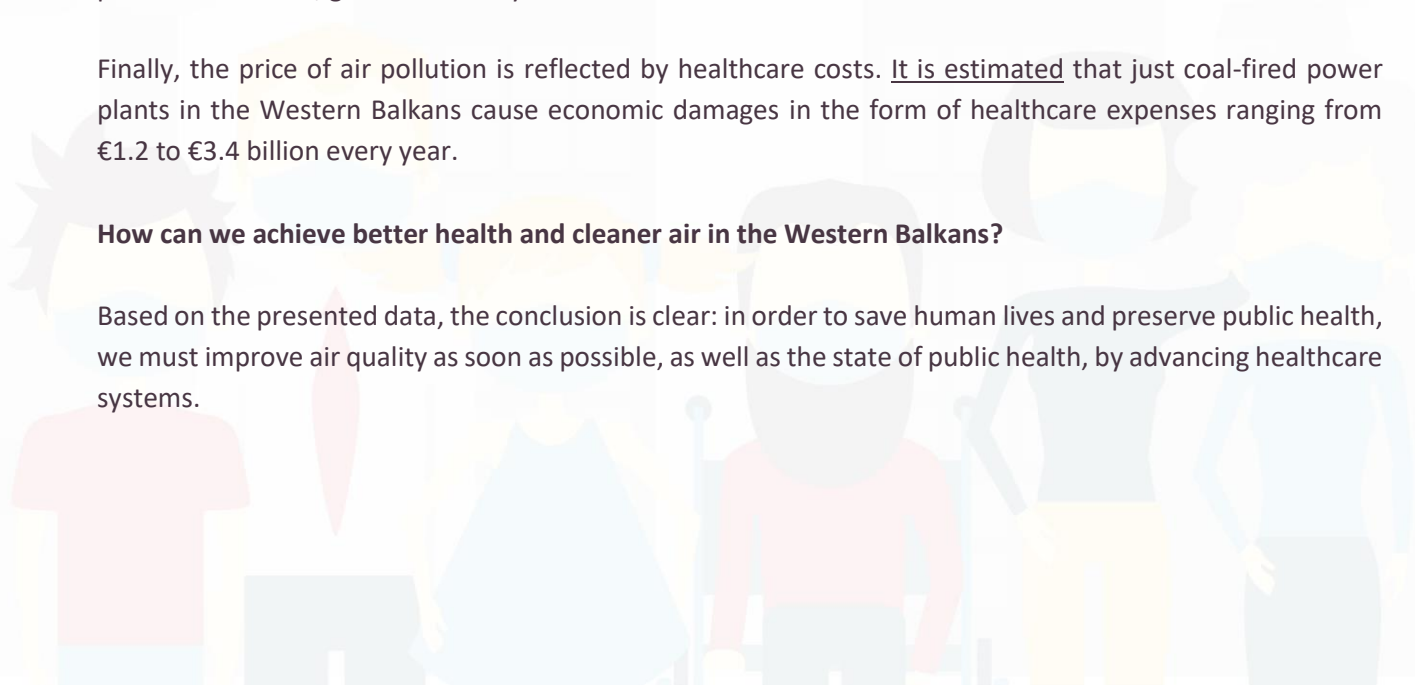 Finally, the price of air pollution is reflected by healthcare costs. It is estimated that just coal-fired power
plants in the Western Balkans cause economic damages in the form of healthcare expenses ranging from
€1.2 to €3.4 billion every year.
How can we achieve better health and cleaner air in the Western Balkans?
Based on the presented data, the conclusion is clear: in order to save human lives and preserve public health,
we must improve air quality as soon as possible, as well as the state of public health, by advancing healthcare
systems.